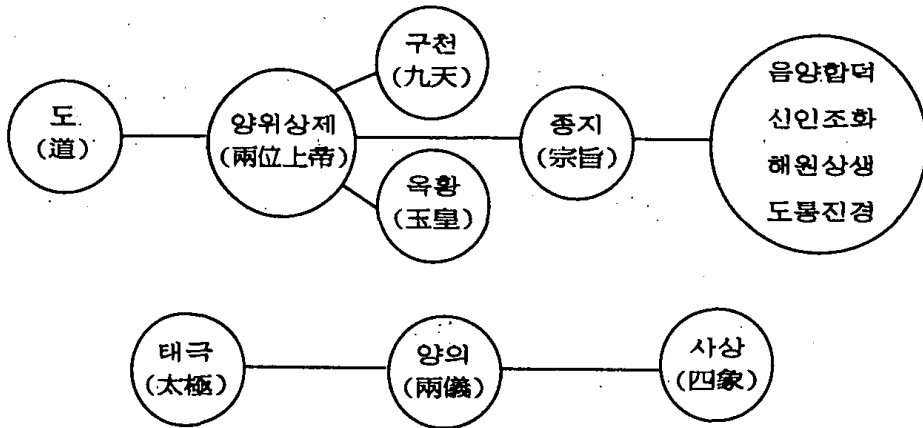 구천
(九天)
도
(道)
양위상제
(兩位上帝)
옥황
(玉皇)
종지
(宗旨)
음양합덕
신인조화
해원상생
도통진경
태극
(太極)
양의
(兩儀)
사상
(四象)